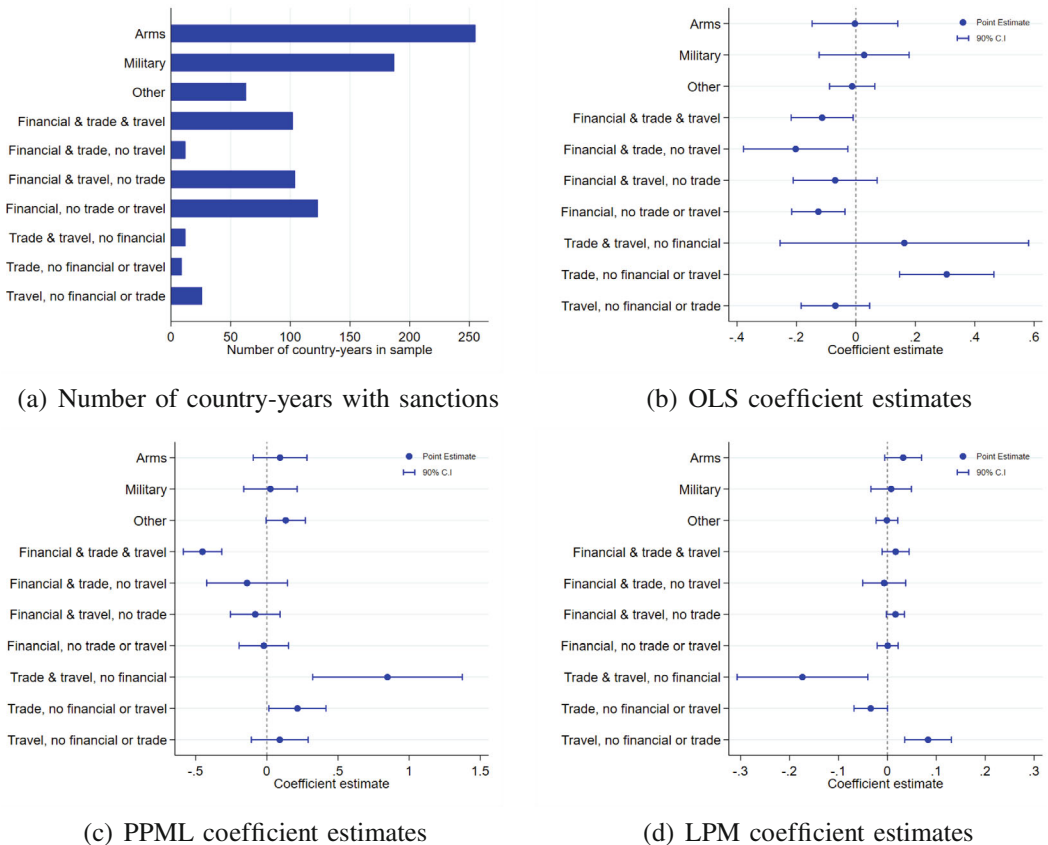 Arms
Military
Other
Financial & trade & travel
Financial & trade, no travel
Financial & travel, no trade
Financial, no trade or travel
Trade & travel, no financial
Trade, no financial or travel
Travel, no financial or trade
0 50 100 150 200 250
Number of country-years in sample
(a) Number of country-years with sanctions
Point Estimate
90% C.I
Arms
Military
Other
Financial & trade & travel
Financial & trade, no travel
Financial & travel, no trade
Financial, no trade or travel
Trade & travel, no financial
Trade, no financial or travel
Travel, no financial or trade
-.4 -.2 0 .2 .4 .6
Coefficient estimate
(b) OLS coefficient estimates
Point Estimate
90% C.I
Arms
Military
Other
Financial & trade & travel
Financial & trade, no travel
Financial & travel, no trade
Financial, no trade or travel
Trade & travel, no financial
Trade, no financial or travel
Travel, no financial or trade
-.5 0 .5 1 1.5
Coefficient estimate
(c) PPML coefficient estimates
Point Estimate
90% C.I
Arms
Military
Other
Financial & trade & travel
Financial & trade, no travel
Financial & travel, no trade
Financial, no trade or travel
Trade & travel, no financial
Trade, no financial or travel
Travel, no financial or trade
-.3 -.2 -.1 0 .1 .2 .3
Coefficient estimate
(d) LPM coefficient estimates